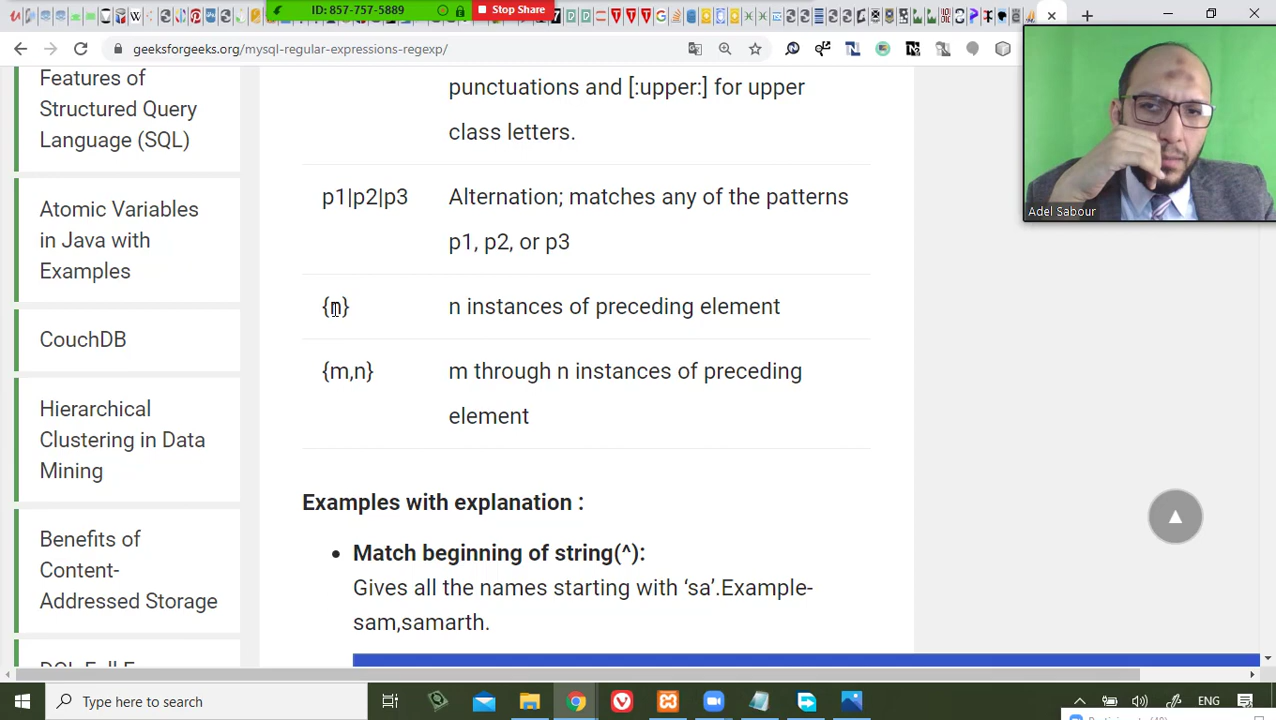 ID: 857-757-5889
Stop Share
geeksforgeeks.org/mysql-regular-expressions-regexp/
Adel Sabour
Features of
Structured Query
Language (SQL)
Atomic Variables
in Java with
Examples
CouchDB
Hierarchical
Clustering in Data
Mining
Benefits of
Content-
Addressed Storage
punctuations and [:upper:] for upper
class letters.
p1|p2|p3 Alternation; matches any of the patterns
p1, p2, or p3
{n} n instances of preceding element
{m,n} m through n instances of preceding
element
Examples with explanation :
• Match beginning of string(^):
Gives all the names starting with ‘sa’.Example-
sam,samarth.
Type here to search
ENG